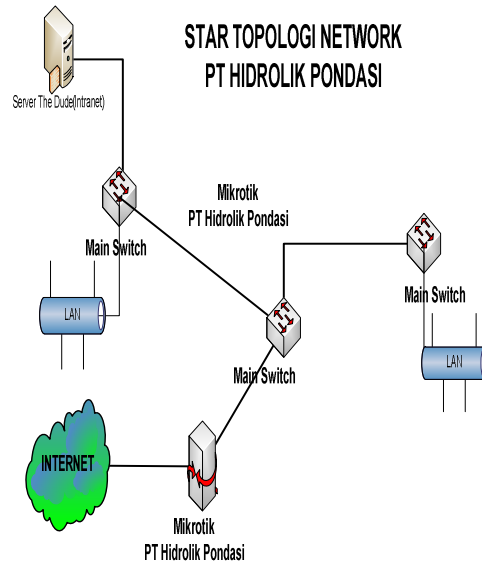 STAR TOPOLOGI NETWORK
PT HIDROLIK PONDASI
Server The Dude(Intranet)
Mikrotik
PT Hidrolik Pondasi
Main Switch
Main Switch
LAN
LAN
Main Switch
INTERNET
Mikrotik
PT Hidrolik Pondasi